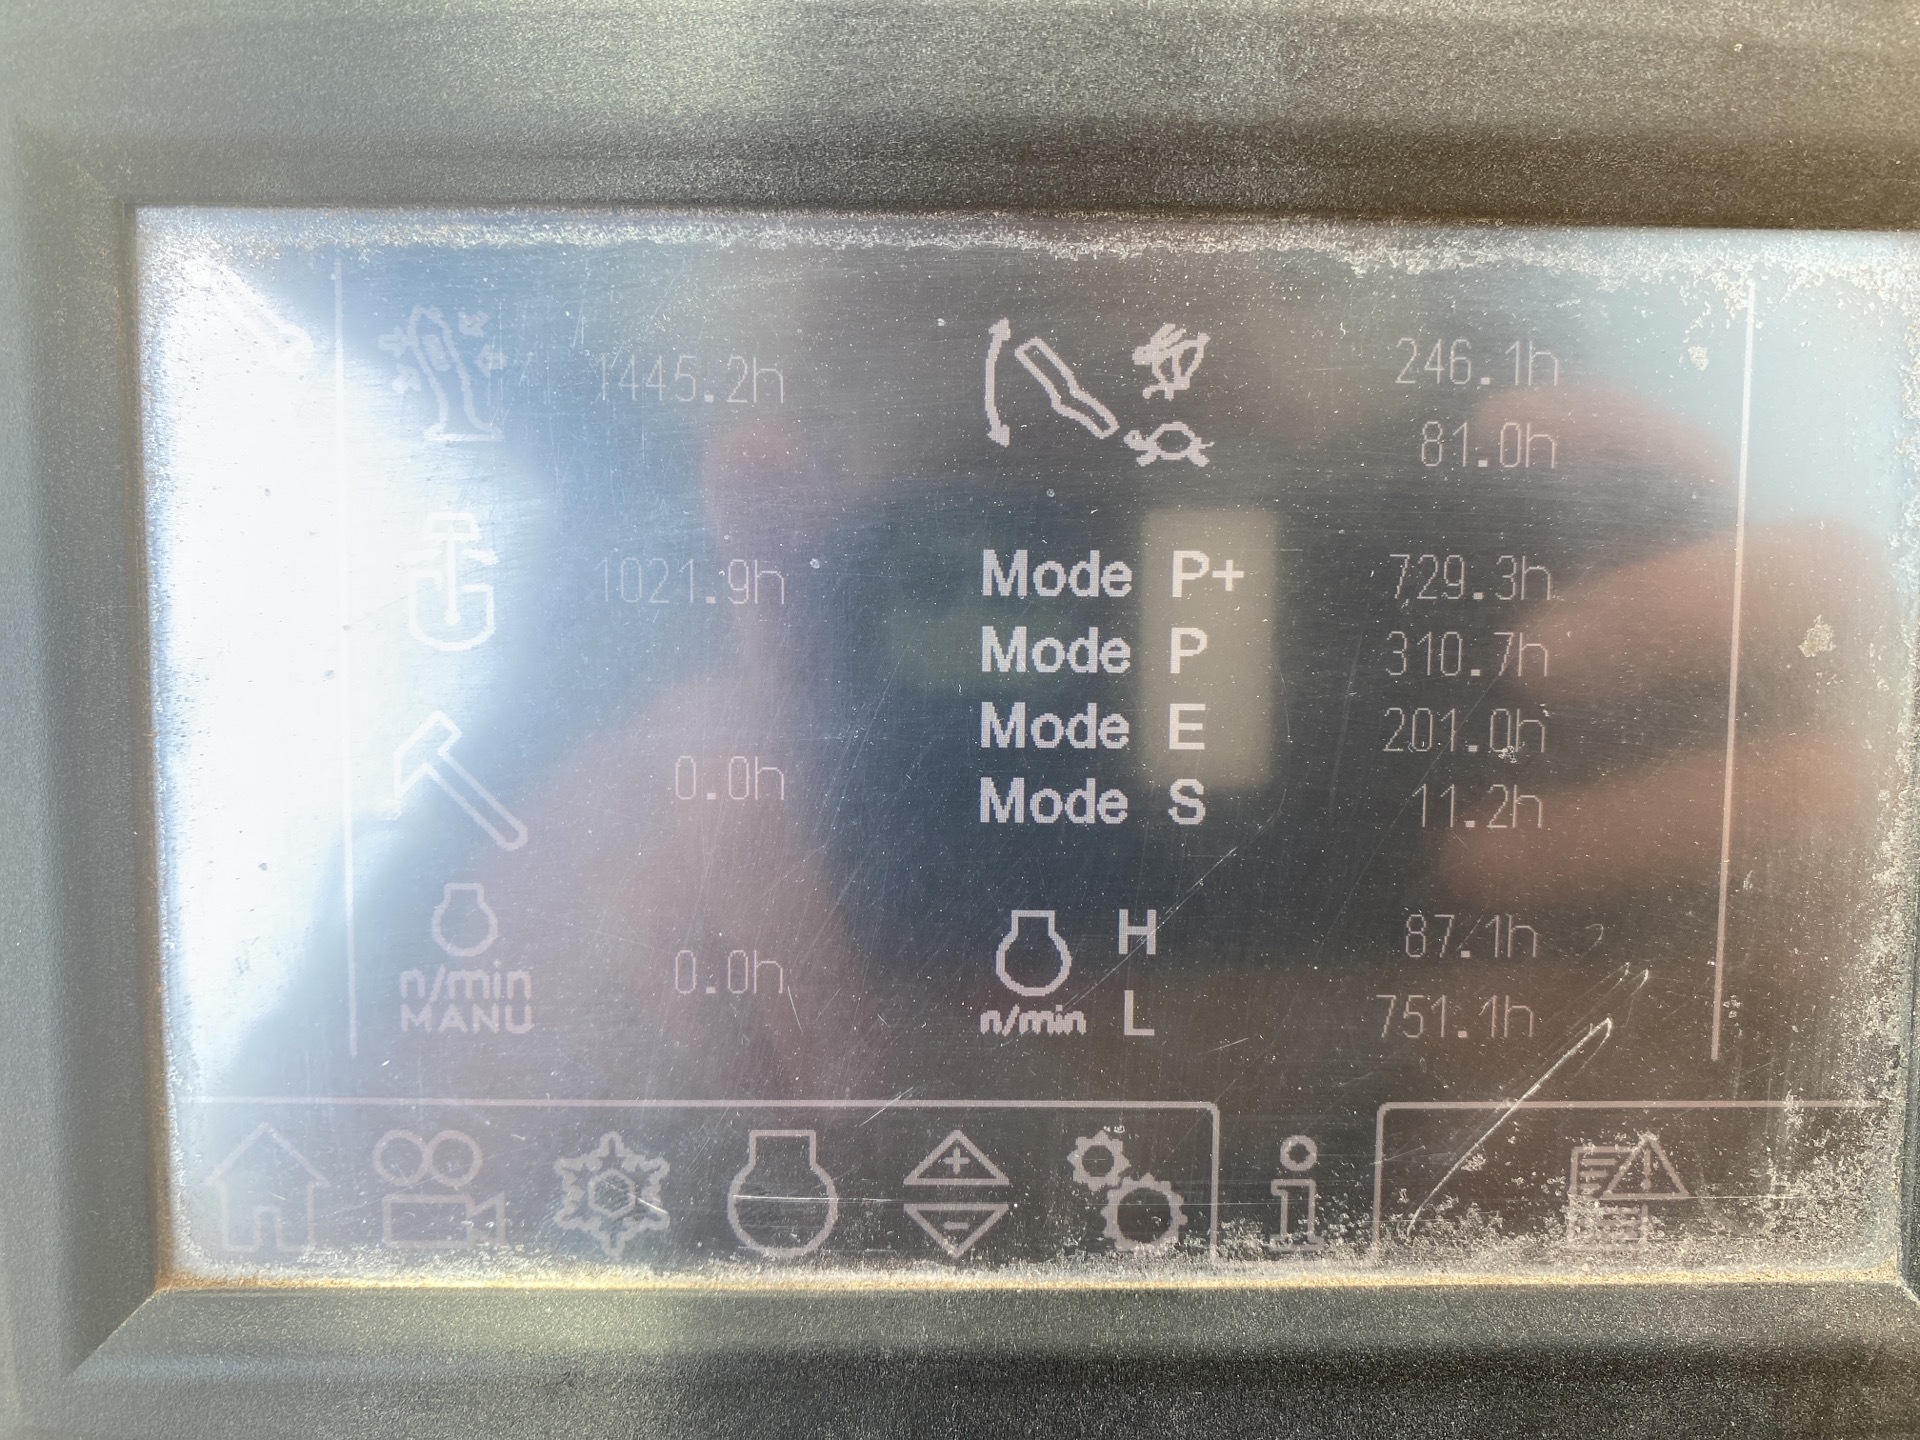 1445.2h
1021.9h
0.0h
n/min
MANU
0.0h
246.1h
81.0h
Mode P+ 729.3h
Mode P 310.7h
Mode E 201.0h
Mode S 11.2h
H 87.1h
n/min L 751.1h